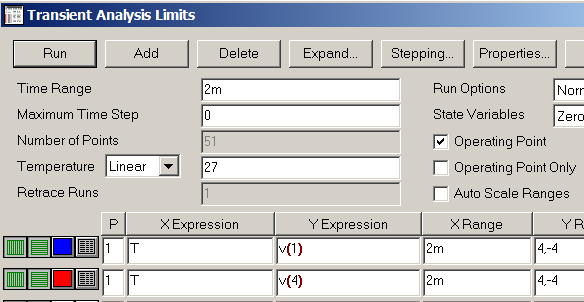 Transient Analysis Limits
Run Add Delete Expand... Stepping... Properties...
Time Range 2m Run Options
Maximum Time Step 0 State Variables Zero
Number of Points 51 Operating Point
Temperature Linear 27 Operating Point Only
Retrace Runs 1 Auto Scale Ranges
P X Expression Y Expression X Range
1 T v(1) 2m 4,-4
1 T v(4) 2m 4,-4